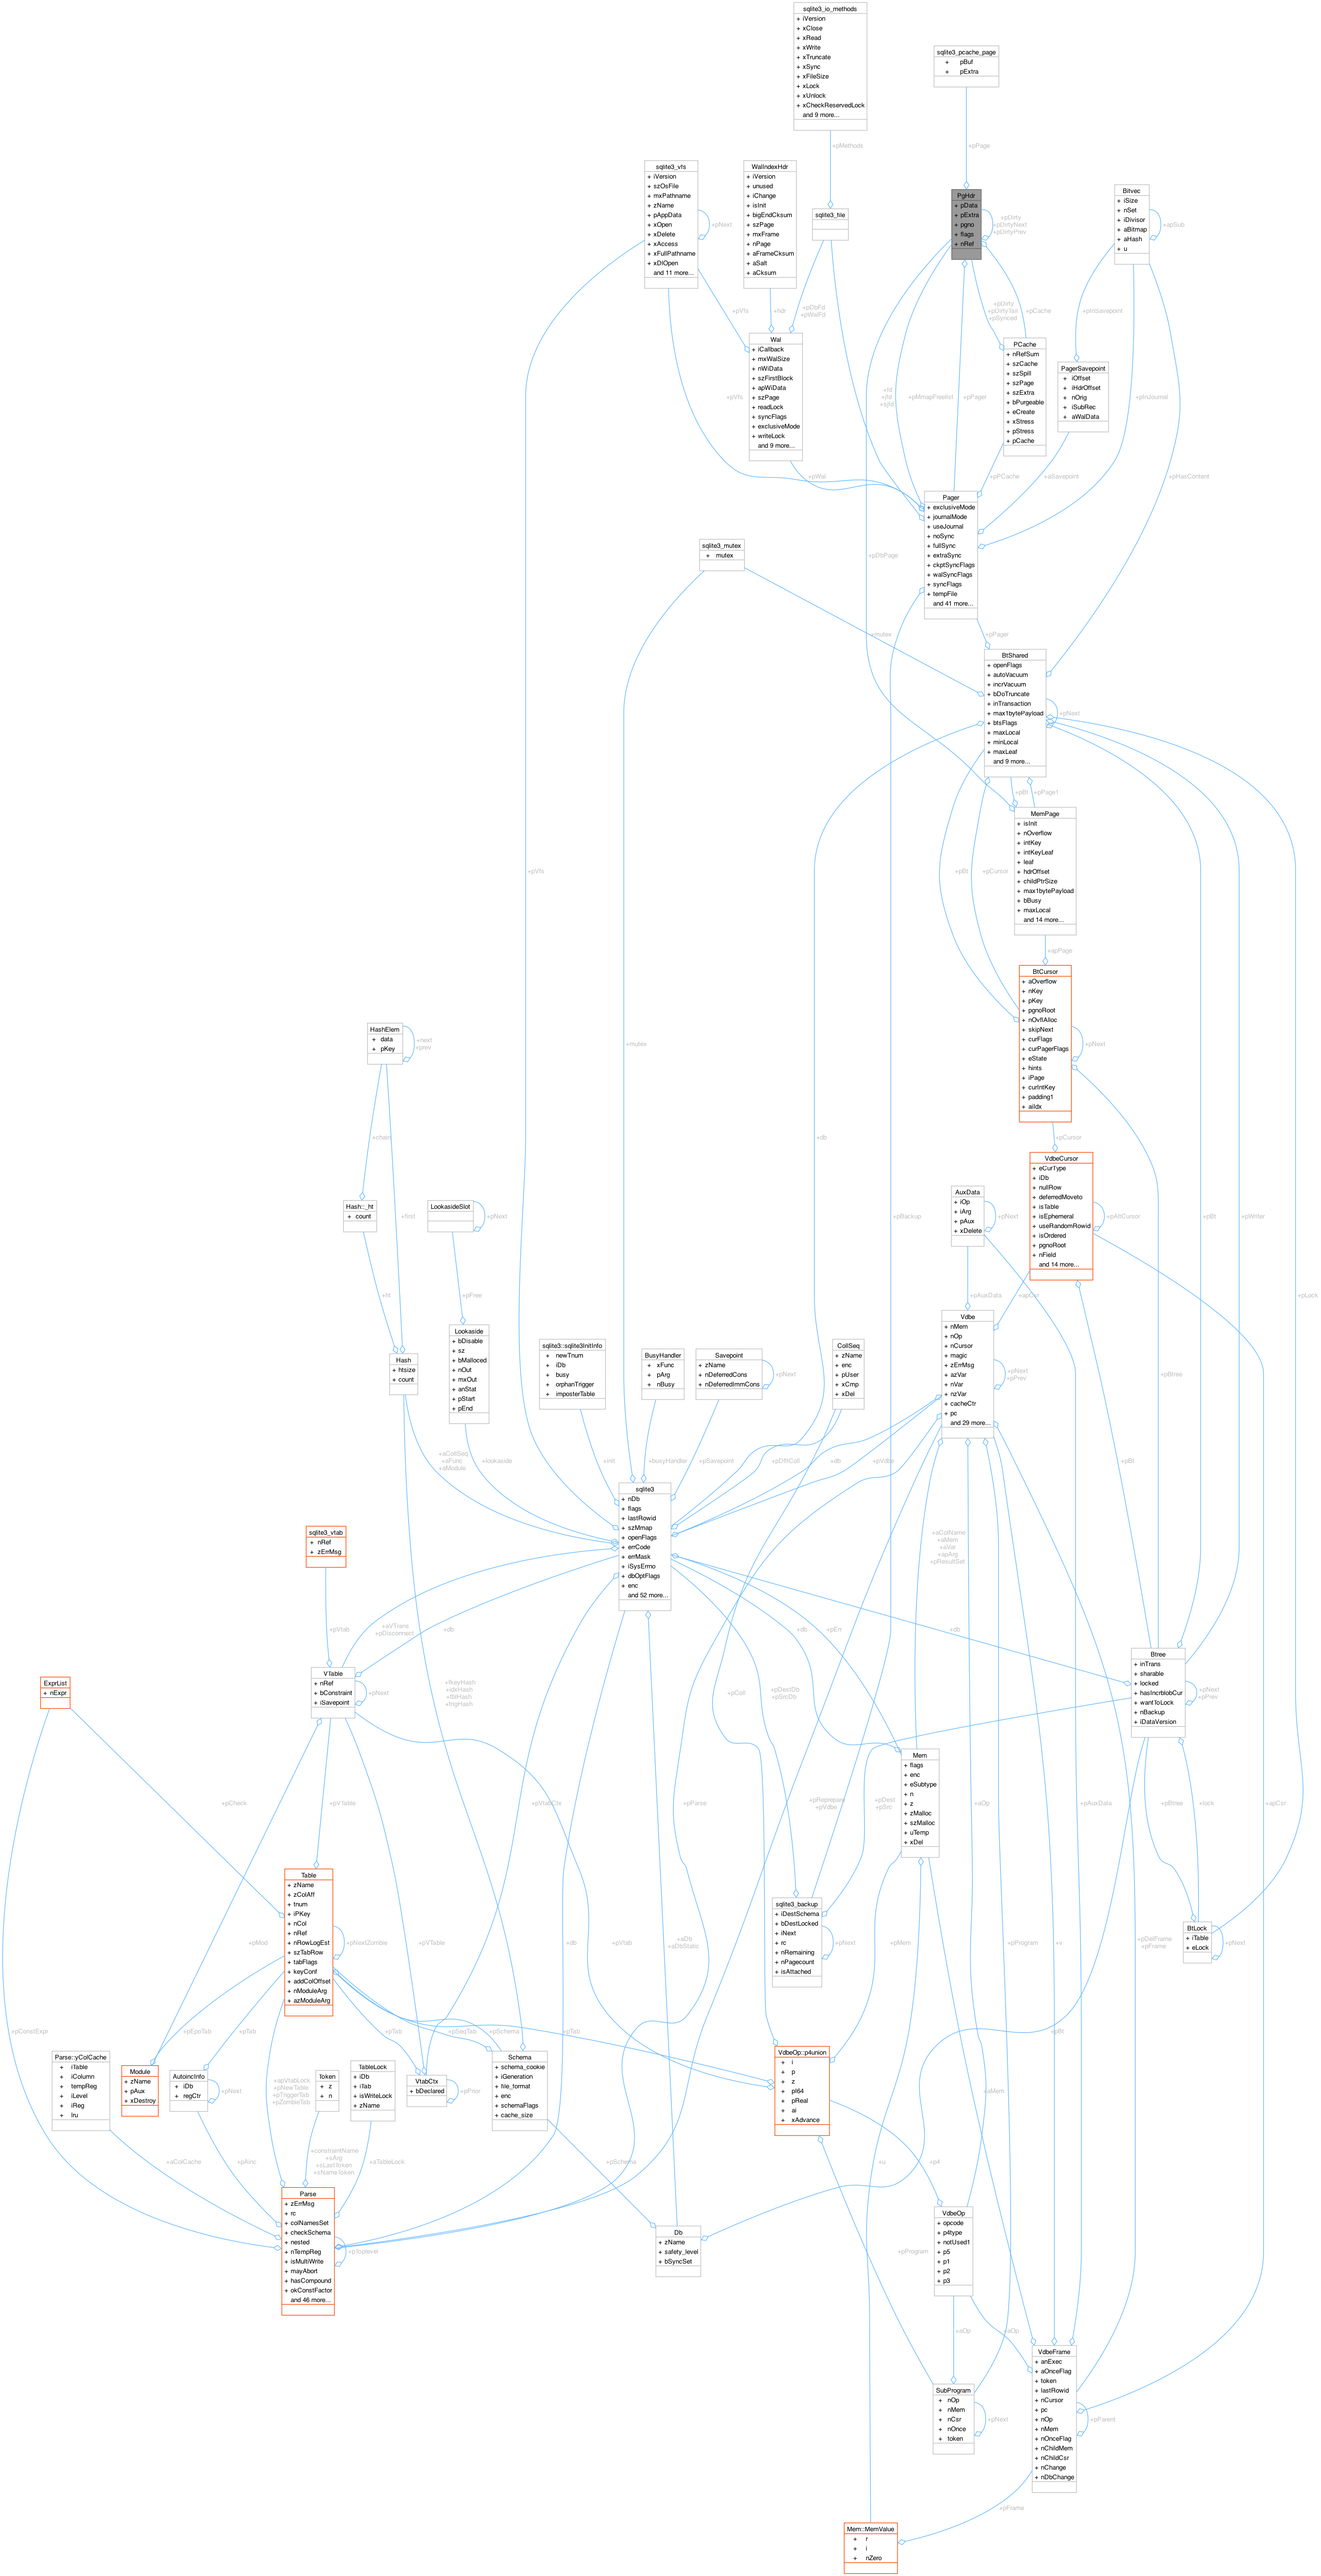 sqlite3_io_methods
+ iVersion
+ xClose
+ xRead
+ xWrite
+ xTruncate
+ xSync
+ xFileSize
+ xLock
+ xUnlock
+ xCheckReservedLock
and 9 more...
sqlite3_pcache_page
+ pBuf
+ pExtra
+pMethods
+pPage
sqlite3_vfs
+ iVersion
+ szOsFile
+ mxPathname
+ zName
+ pAppData
+ xOpen
+ xDelete
+ xAccess
+ xFullPathname
+ xDlOpen
and 11 more...
+pNext
WalIndexHdr
+ iVersion
+ unused
+ iChange
+ isInit
+ bigEndCksum
+ szPage
+ mxFrame
+ nPage
+ aFrameCksum
+ aSalt
+ aCksum
sqlite3_file
PgHdr
+ pData
+ pExtra
+ pgno
+ flags
+ nRef
+pDirty
+pDirtyNext
+pDirtyPrev
Bitvec
+ iSize
+ nSet
+ iDivisor
+ aBitmap
+ aHash
+ u
+apSub
+pVfs
+hdr
+pDbFd
+pWalFd
+pDirty
+pDirtyTail
+pSynced
+pCache
+pInSavepoint
Wal
+ iCallback
+ mxWalSize
+ nWiData
+ szFirstBlock
+ apWiData
+ szPage
+ readLock
+ syncFlags
+ exclusiveMode
+ writeLock
and 9 more...
PCache
+ nRefSum
+ szCache
+ szSpill
+ szPage
+ szExtra
+ bPurgeable
+ eCreate
+ xStress
+ pStress
+ pCache
PagerSavepoint
+ iOffset
+ iHdrOffset
+ nOrig
+ iSubRec
+ aWalData
+pVfs
+fd
+jfd
+sjfd
+pMmapFreelist
+pPager
+pInJournal
+pWal
+pPCache
+aSavepoint
+pHasContent
Pager
+ exclusiveMode
+ journalMode
+ useJournal
+ noSync
+ fullSync
+ extraSync
+ ckptSyncFlags
+ walSyncFlags
+ syncFlags
+ tempFile
and 41 more...
sqlite3_mutex
+ mutex
+pDbPage
+mutex
+pPager
BtShared
+ openFlags
+ autoVacuum
+ incrVacuum
+ bDoTruncate
+ inTransaction
+ max1bytePayload
+ btsFlags
+ maxLocal
+ minLocal
+ maxLeaf
and 9 more...
+pNext
+pBt
+pPage1
MemPage
+ isInit
+ nOverflow
+ intKey
+ intKeyLeaf
+ leaf
+ hdrOffset
+ childPtrSize
+ max1bytePayload
+ bBusy
+ maxLocal
and 14 more...
+pVfs
+pBt
+pCursor
+apPage
BtCursor
+ aOverflow
+ nKey
+ pKey
+ pgnoRoot
+ nOvflAlloc
+ skipNext
+ curFlags
+ curPagerFlags
+ eState
+ hints
+ iPage
+ curIntKey
+ padding1
+ aiIdx
+pNext
HashElem
+ data
+ pKey
+next
+prev
+mutex
+chain
+db
+pCursor
VdbeCursor
+ eCurType
+ iDb
+ nullRow
+ deferredMoveto
+ isTable
+ isEphemeral
+ useRandomRowid
+ isOrdered
+ pgnoRoot
+ nField
and 14 more...
+pAltCursor
Hash::_ht
+ count
LookasideSlot
+pNext
AuxData
+ iOp
+ iArg
+ pAux
+ xDelete
+pNext
+first
+pBackup
+pBt
+pWriter
+ht
+pFree
+pAuxData
+apCsr
+pLock
Hash
+ htsize
+ count
Lookaside
+ bDisable
+ sz
+ bMalloced
+ nOut
+ mxOut
+ anStat
+ pStart
+ pEnd
sqlite3::sqlite3InitInfo
+ newTnum
+ iDb
+ busy
+ orphanTrigger
+ imposterTable
BusyHandler
+ xFunc
+ pArg
+ nBusy
Savepoint
+ zName
+ nDeferredCons
+ nDeferredImmCons
+pNext
CollSeq
+ zName
+ enc
+ pUser
+ xCmp
+ xDel
Vdbe
+ nMem
+ nOp
+ nCursor
+ magic
+ zErrMsg
+ azVar
+ nVar
+ nzVar
+ cacheCtr
+ pc
and 29 more...
+pNext
+pPrev
+pBtree
+aCollSeq
+aFunc
+aModule
+lookaside
+init
+busyHandler
+pSavepoint
+pDfltColl
+db
+pVdbe
+pBt
sqlite3
+ nDb
+ flags
+ lastRowid
+ szMmap
+ openFlags
+ errCode
+ errMask
+ iSysErrno
+ dbOptFlags
+ enc
and 52 more...
sqlite3_vtab
+ nRef
+ zErrMsg
+aColName
+aMem
+aVar
+apArg
+pResultSet
+pVtab
+aVTrans
+pDisconnect
+db
+db
+pErr
+db
ExprList
+ nExpr
VTable
+ nRef
+ bConstraint
+ iSavepoint
+pNext
+fkeyHash
+idxHash
+tblHash
+trigHash
+pColl
+pDestDb
+pSrcDb
Btree
+ inTrans
+ sharable
+ locked
+ hasIncrblobCur
+ wantToLock
+ nBackup
+ iDataVersion
+pNext
+pPrev
Mem
+ flags
+ enc
+ eSubtype
+ n
+ z
+ zMalloc
+ szMalloc
+ uTemp
+ xDel
+pCheck
+pVTable
+pVtabCtx
+pParse
+pReprepare
+pVdbe
+pDest
+pSrc
+aOp
+pAuxData
+pBtree
+lock
+apCsr
Table
+ zName
+ zColAff
+ tnum
+ iPKey
+ nCol
+ nRef
+ nRowLogEst
+ szTabRow
+ tabFlags
+ keyConf
+ addColOffset
+ nModuleArg
+ azModuleArg
+pNextZombie
sqlite3_backup
+ iDestSchema
+ bDestLocked
+ iNext
+ rc
+ nRemaining
+ nPagecount
+ isAttached
+pNext
BtLock
+ iTable
+ eLock
+pNext
+pMod
+pVTable
+db
+pVtab
+aDb
+aDbStatic
+pMem
+pProgram
+v
+pDelFrame
+pFrame
+pConstExpr
+pEpoTab
+pTab
+pTab
+pSeqTab
+pSchema
+pTab
+pBt
Parse::yColCache
+ iTable
+ iColumn
+ tempReg
+ iLevel
+ iReg
+ lru
Module
+ zName
+ pAux
+ xDestroy
AutoincInfo
+ iDb
+ regCtr
+pNext
Token
+ z
+ n
TableLock
+ iDb
+ iTab
+ isWriteLock
+ zName
VtabCtx
+ bDeclared
+pPrior
Schema
+ schema_cookie
+ iGeneration
+ file_format
+ enc
+ schemaFlags
+ cache_size
VdbeOp::p4union
+ i
+ p
+ z
+ pI64
+ pReal
+ ai
+ xAdvance
+apVtabLock
+pNewTable
+pTriggerTab
+pZombieTab
+aMem
+aColCache
+pAinc
+constraintName
+sArg
+sLastToken
+sNameToken
+aTableLock
+pSchema
+u
+p4
Parse
+ zErrMsg
+ rc
+ colNamesSet
+ checkSchema
+ nested
+ nTempReg
+ isMultiWrite
+ mayAbort
+ hasCompound
+ okConstFactor
and 46 more...
+pToplevel
Db
+ zName
+ safety_level
+ bSyncSet
VdbeOp
+ opcode
+ p4type
+ notUsed1
+ p5
+ p1
+ p2
+ p3
+pProgram
+aOp
+aOp
VdbeFrame
+ anExec
+ aOnceFlag
+ token
+ lastRowid
+ nCursor
+ pc
+ nOp
+ nMem
+ nOnceFlag
+ nChildMem
+ nChildCsr
+ nChange
+ nDbChange
+pParent
SubProgram
+ nOp
+ nMem
+ nCsr
+ nOnce
+ token
+pNext
+pFrame
Mem::MemValue
+ r
+ i
+ nZero